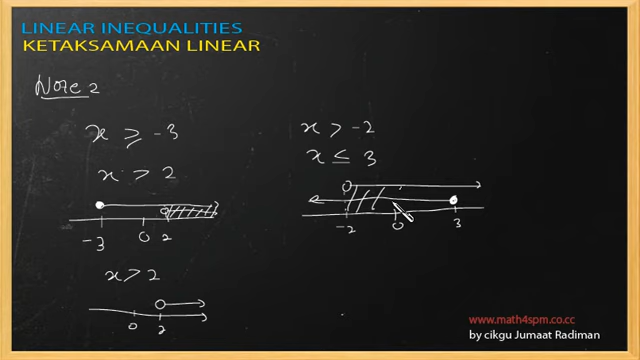 LINEAR INEQUALITIES
KETAKSAMAAN LINEAR
Note 2
x ≥ -3
x > 2
-3 0 2
x > 2
0 2
x > -2
x ≤ 3
-2 0 3
www.math4spm.co.cc
by cikgu Jumaat Radiman